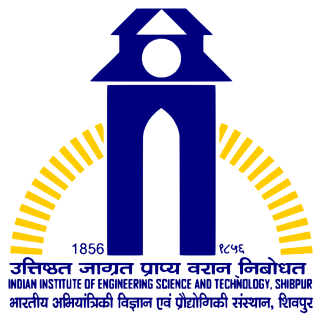 1856 १८५६
उत्तिष्ठत जाग्रत प्राप्य वरान निबोधत
INDIAN INSTITUTE OF ENGINEERING SCIENCE AND TECHNOLOGY, SHIBPUR
भारतीय अभियांत्रिकी विज्ञान एवं प्रौद्योगिकी संस्थान, शिवपुर